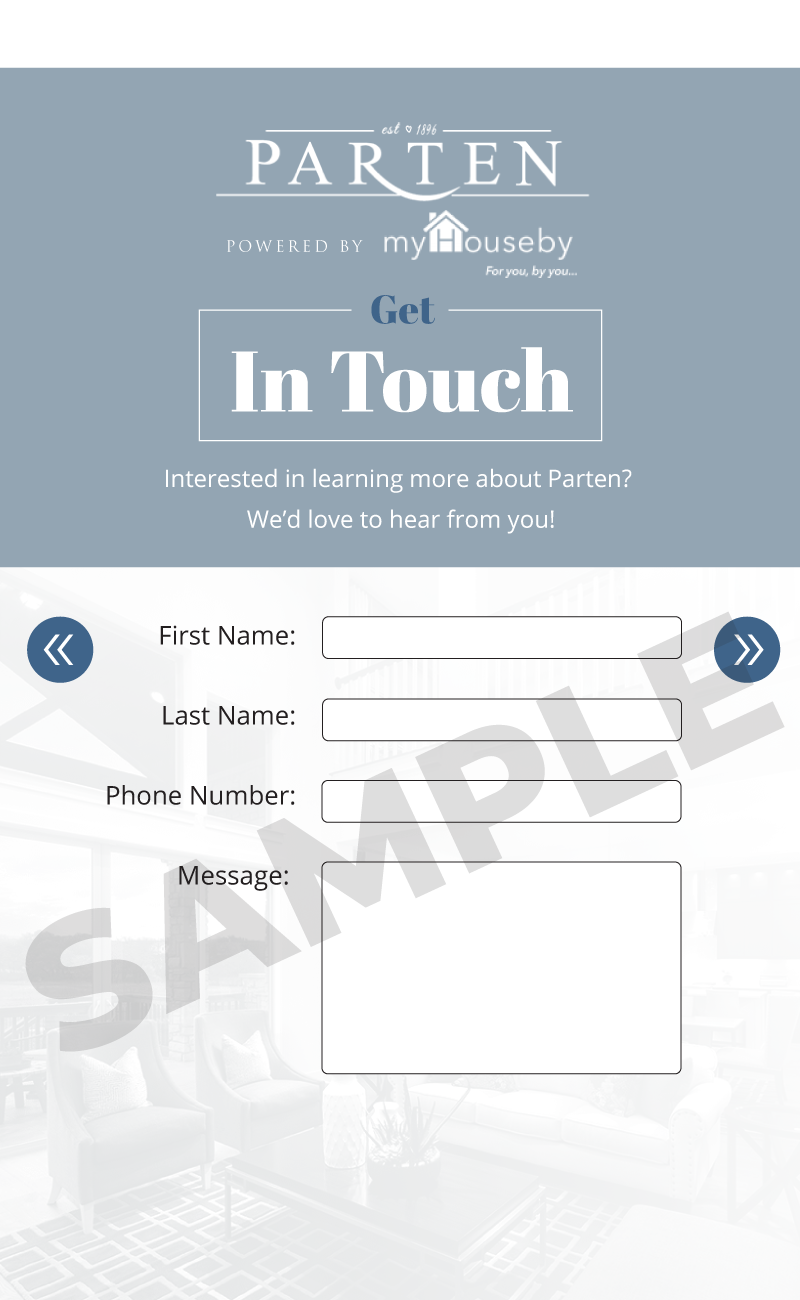 est 1896
PARTEN
POWERED BY myHouseby
For you, by you...
Get
In Touch
Interested in learning more about Parten?
We’d love to hear from you!
First Name:
Last Name:
Phone Number:
Message:
SAMPLE